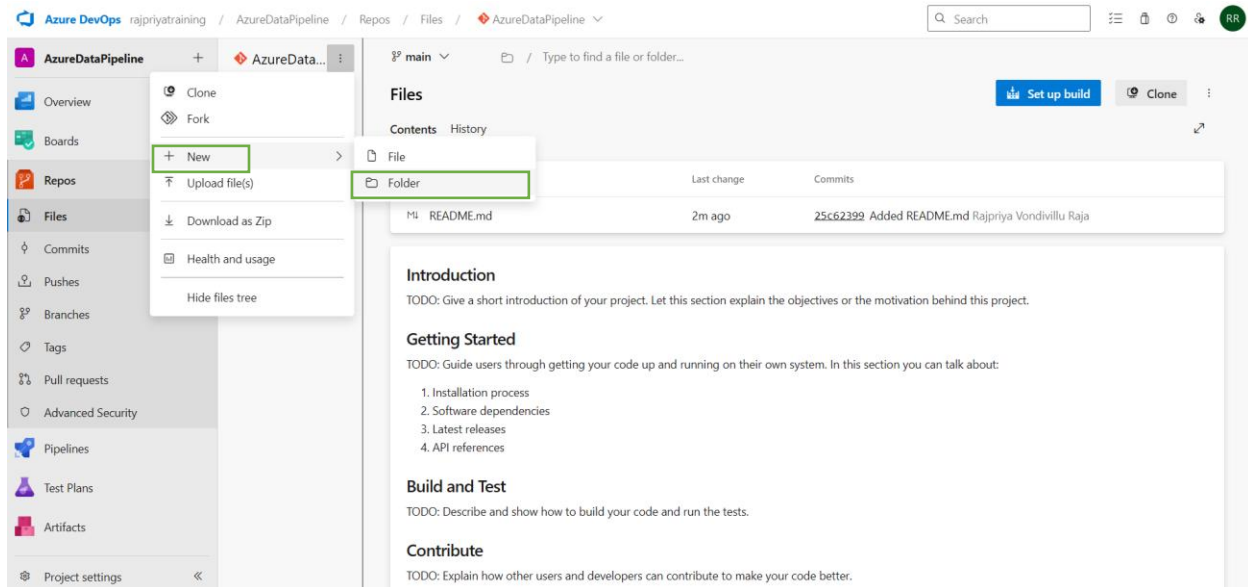 Azure DevOps rajpriyatraining / AzureDataPipeline / Repos / Files / AzureDataPipeline
Search
RR
A AzureDataPipeline
Overview
Boards
Repos
Files
Commits
Pushes
Branches
Tags
Pull requests
Advanced Security
Pipelines
Test Plans
Artifacts
Project settings
AzureData...
Clone
Fork
New
Upload file(s)
Download as Zip
Health and usage
Hide files tree
File
Folder
main / Type to find a file or folder...
Files
Set up build
Clone
Contents History
Last change Commits
M↓ README.md 2m ago 25c62399 Added README.md Rajpriya Vondivillu Raja
Introduction
TODO: Give a short introduction of your project. Let this section explain the objectives or the motivation behind this project.
Getting Started
TODO: Guide users through getting your code up and running on their own system. In this section you can talk about:
1. Installation process
2. Software dependencies
3. Latest releases
4. API references
Build and Test
TODO: Describe and show how to build your code and run the tests.
Contribute
TODO: Explain how other users and developers can contribute to make your code better.